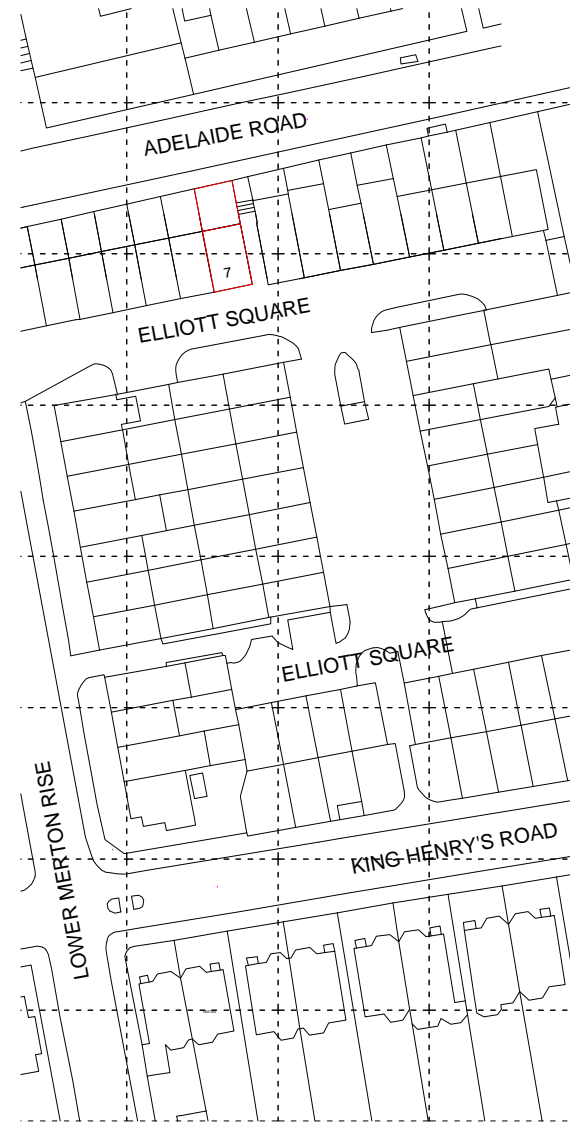 ADELAIDE ROAD
7
ELLIOTT SQUARE
ELLIOTT SQUARE
LOWER MERTON RISE
KING HENRY'S ROAD